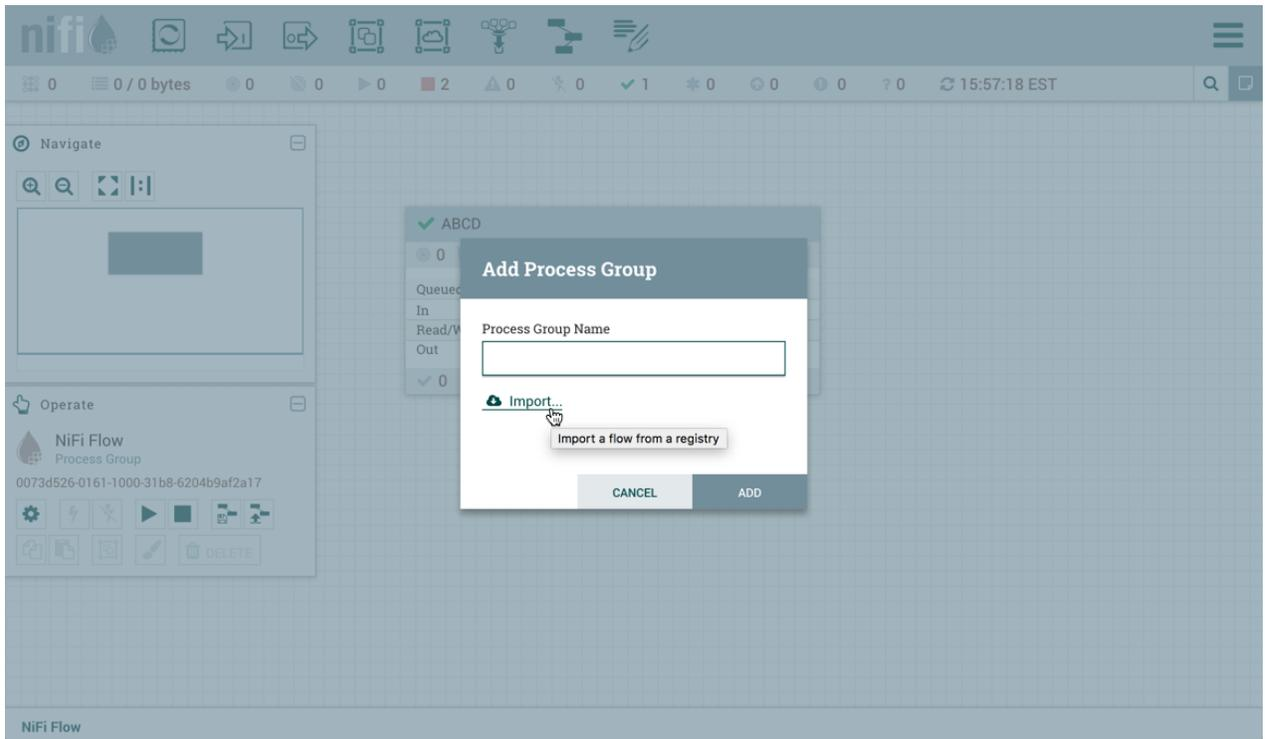 nifi
0 0 / 0 bytes 0 0 0 2 0 0 1 0 0 0 ? 0 15:57:18 EST
Navigate
ABCD
0
Queued
In
Read/W
Out
0
Add Process Group
Process Group Name
Import...
Import a flow from a registry
CANCEL ADD
Operate
NiFi Flow
Process Group
0073d526-0161-1000-31b8-6204b9af2a17
DELETE
NiFi Flow